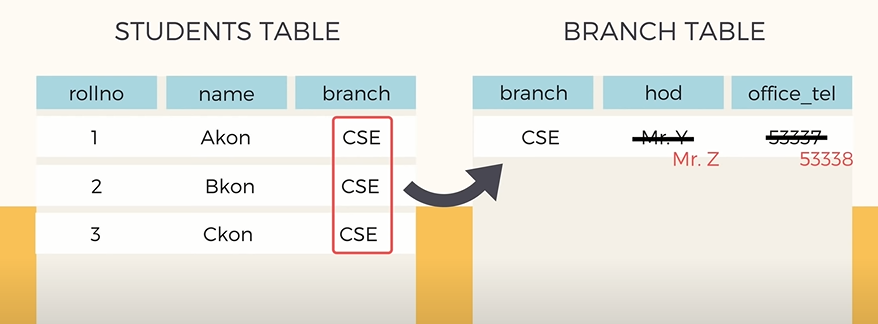 STUDENTS TABLE
rollno name branch
1 Akon CSE
2 Bkon CSE
3 Ckon CSE
BRANCH TABLE
branch hod office_tel
CSE Mr. Y 53337
Mr. Z 53338